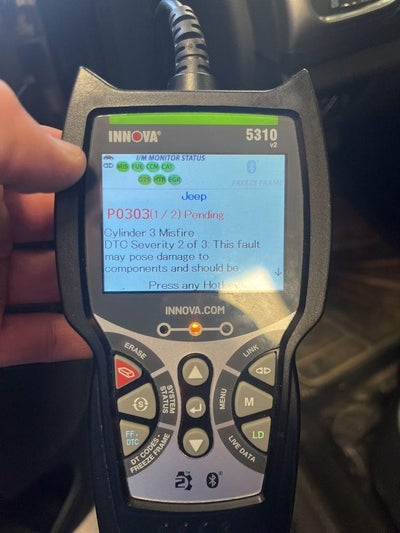 INNOVA®
5310
v2
I/M MONITOR STATUS
MIS FUE CCM CAT
O2S HTR EGR
FREEZE FRAME
Jeep
P0303(1/2) Pending
Cylinder 3 Misfire
DTC Severity 2 of 3: This fault
may pose damage to
components and should be
Press any Hotkey
INNOVA.COM
ERASE
LINK
SYSTEM STATUS
MENU
M
FF·
DTC
LD
DT CODES-
FREEZE FRAME
LIVE DATA